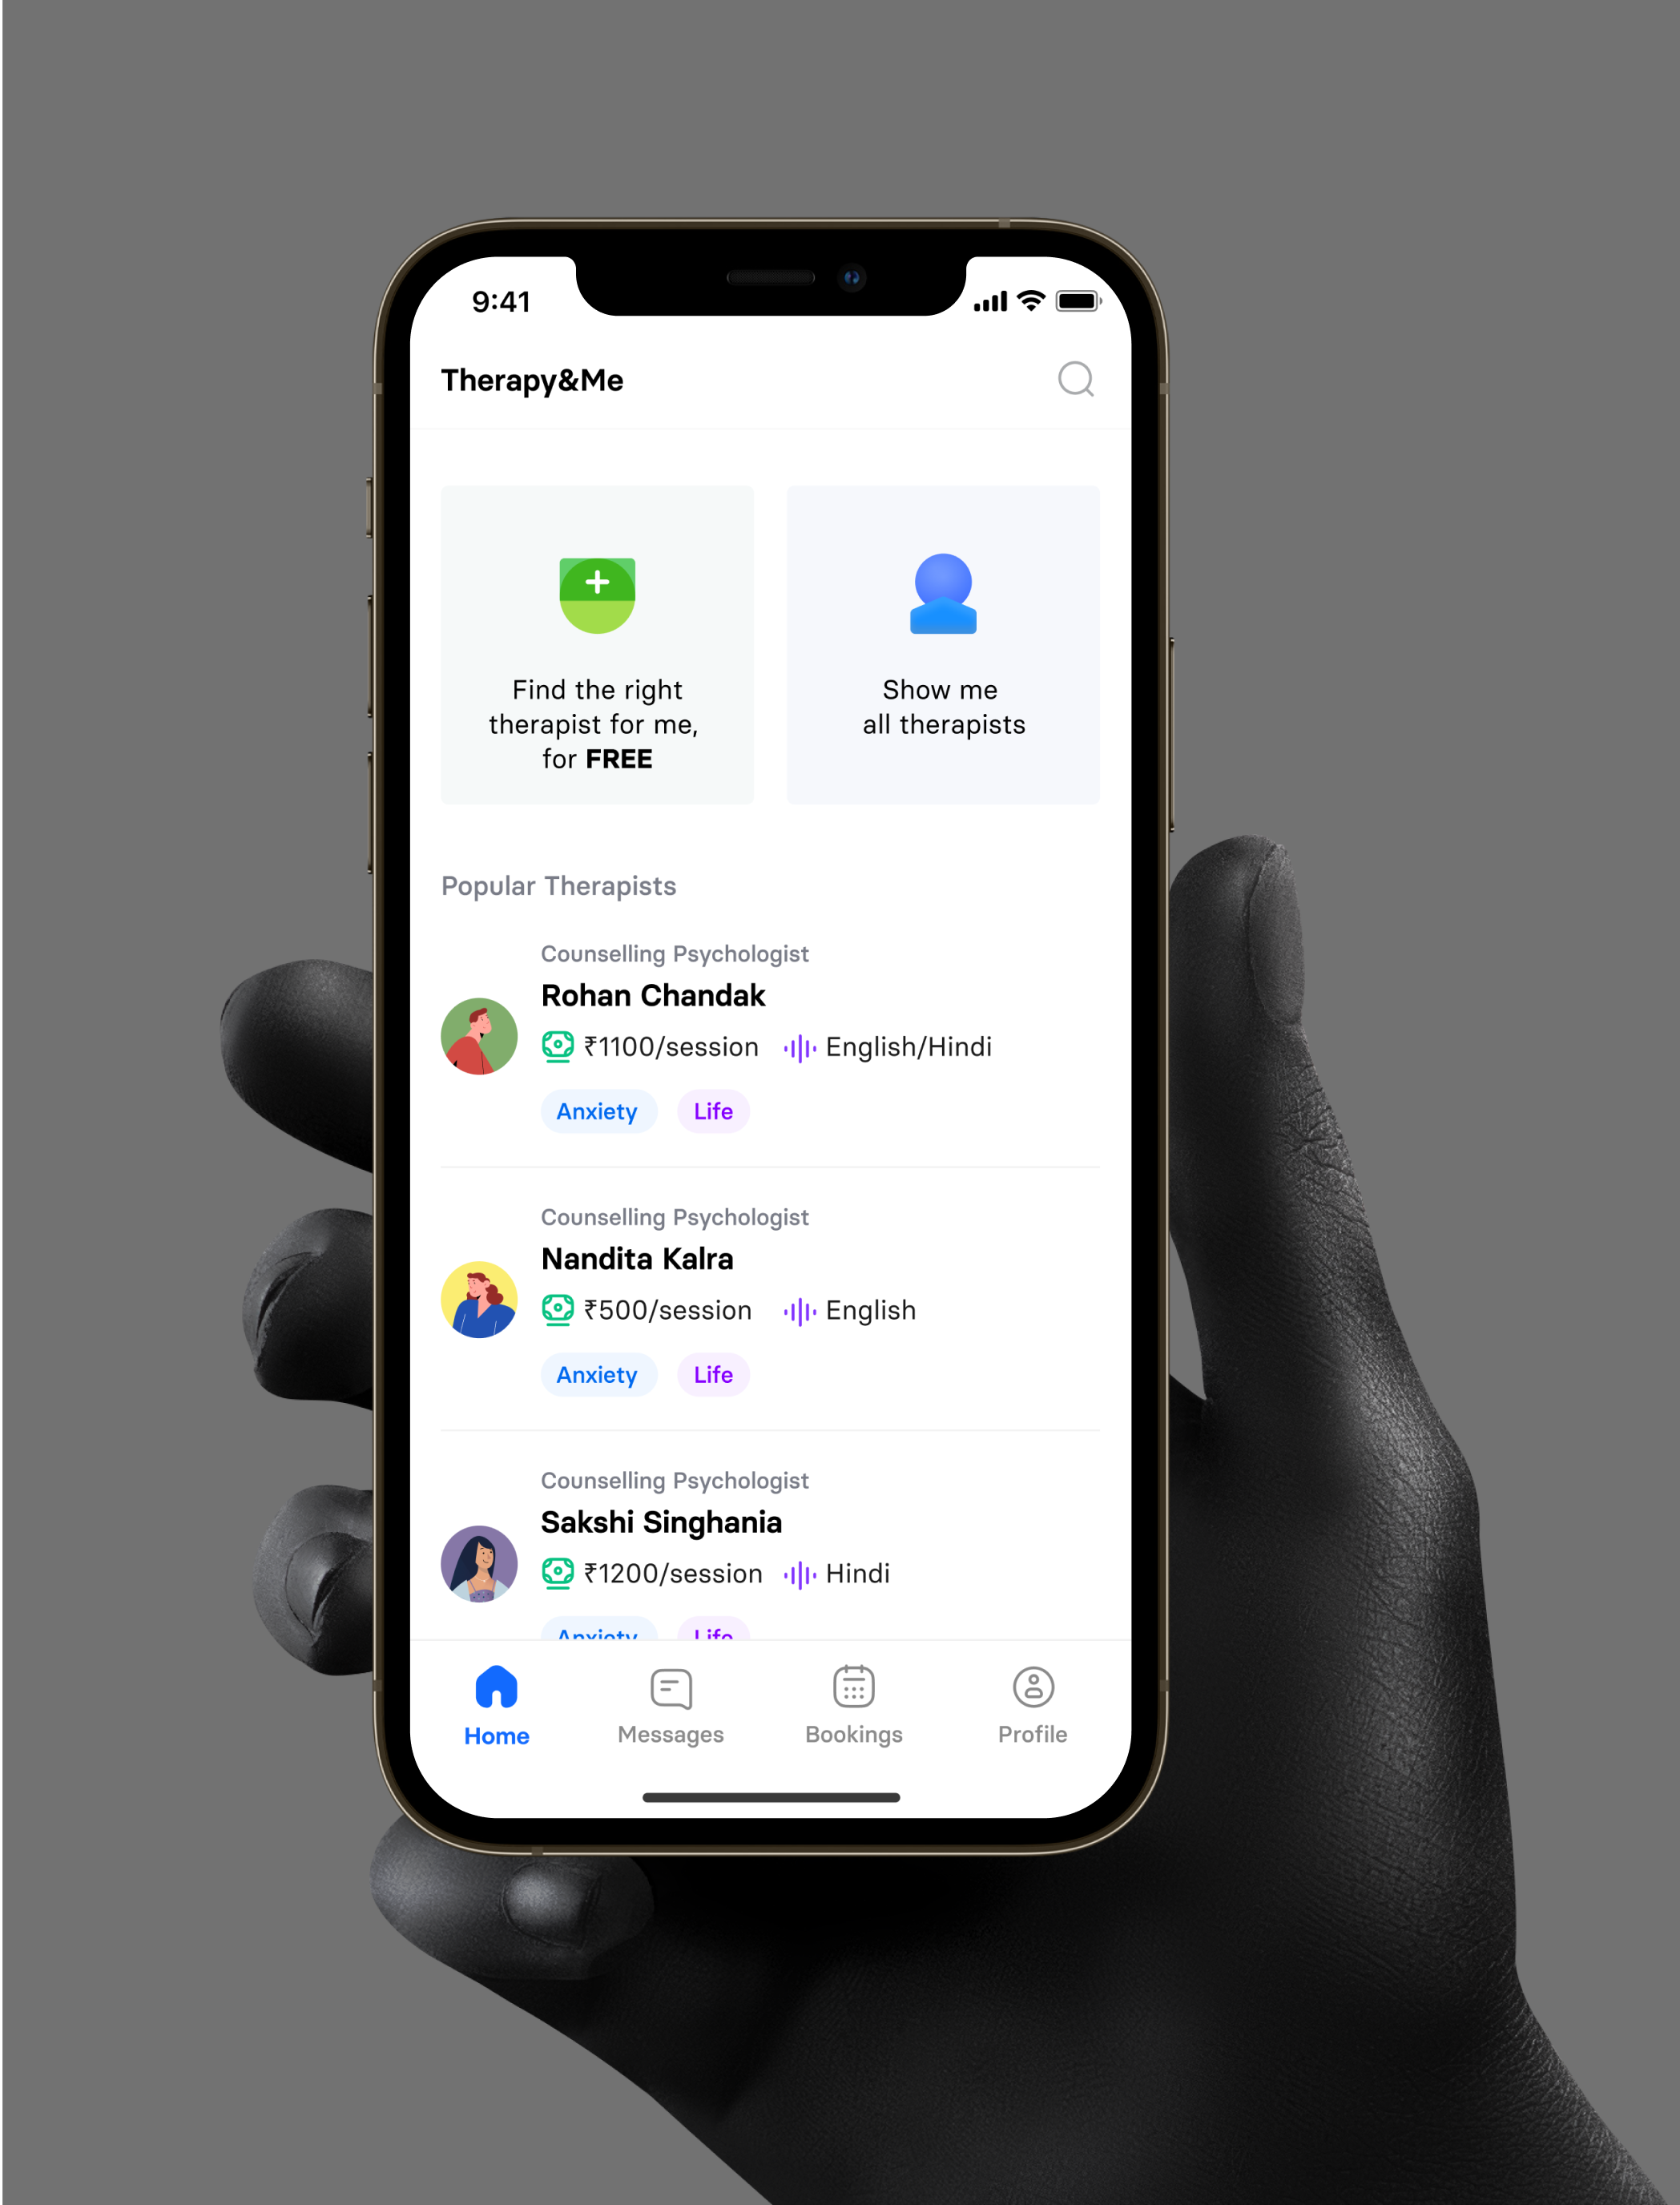 9:41
Therapy&Me
Find the right
therapist for me,
for FREE
Show me
all therapists
Popular Therapists
Counselling Psychologist
Rohan Chandak
₹1100/session English/Hindi
Anxiety Life
Counselling Psychologist
Nandita Kalra
₹500/session English
Anxiety Life
Counselling Psychologist
Sakshi Singhania
₹1200/session Hindi
Anxiety Life
Home Messages Bookings Profile